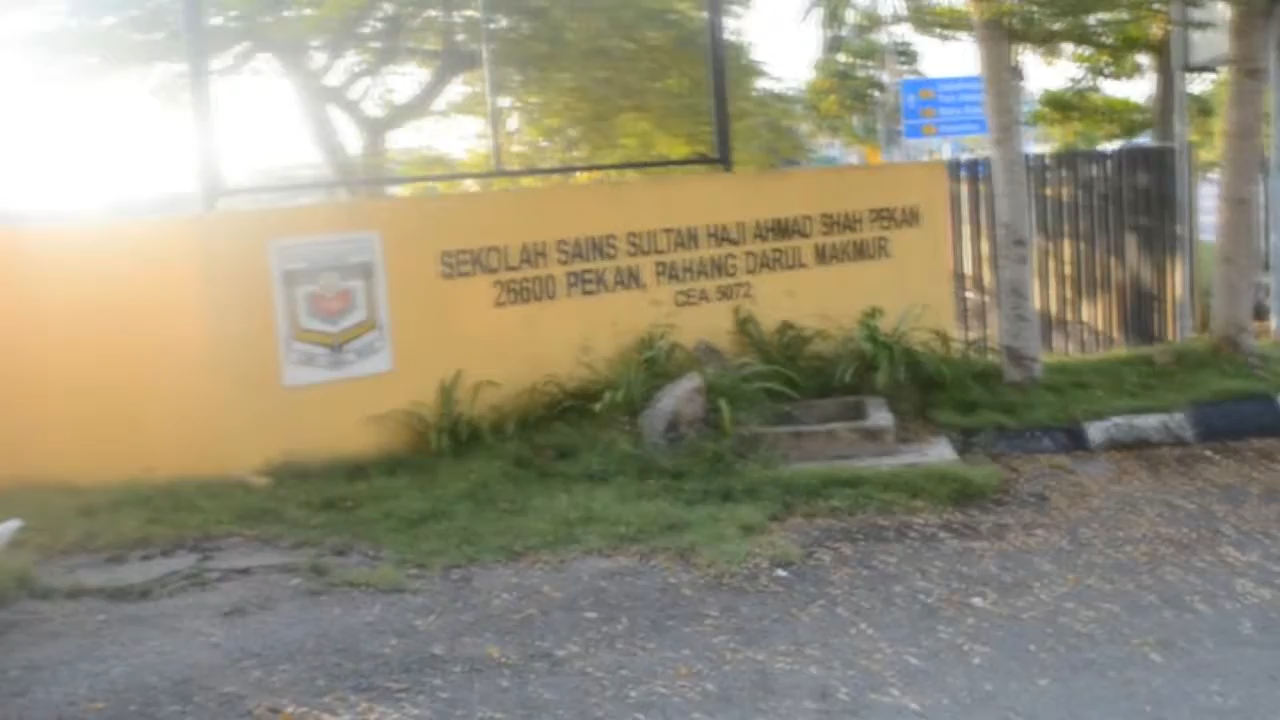 SEKOLAH SAINS SULTAN HAJI AHMAD SHAH PEKAN
26600 PEKAN, PAHANG DARUL MAKMUR
CEA 5072